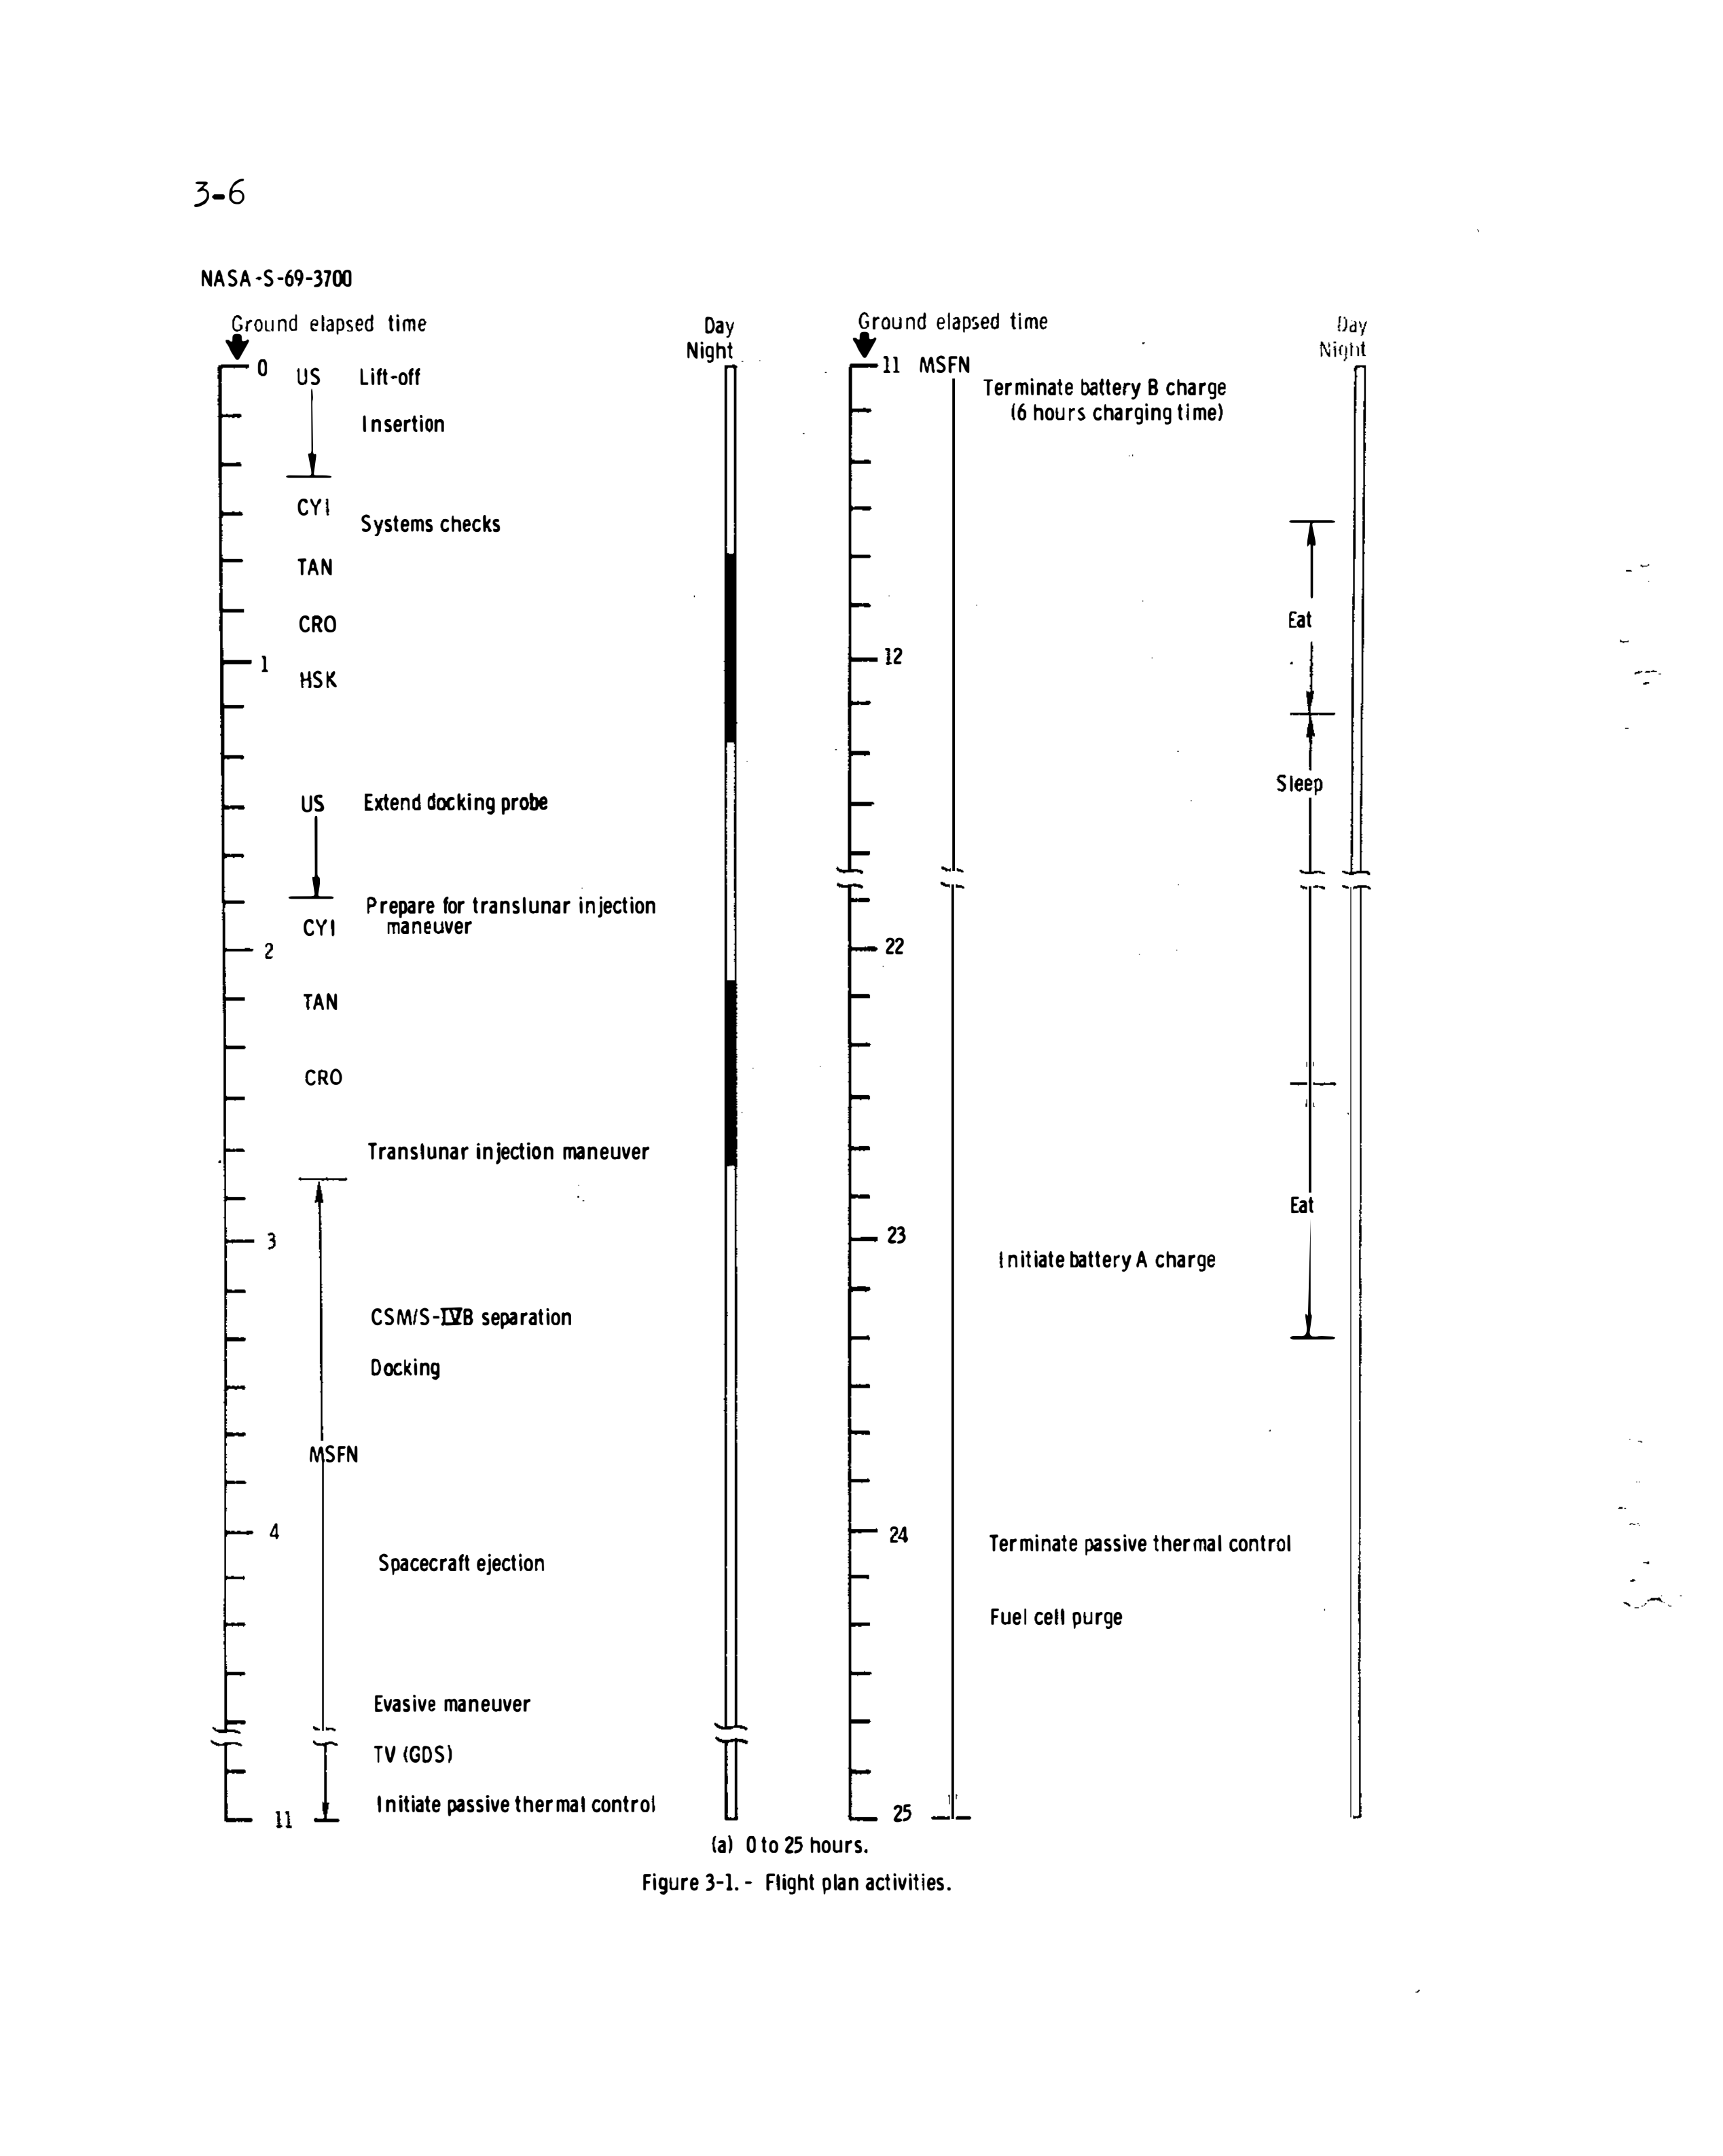 3-6
NASA-S-69-3700
Ground elapsed time
Day
Night
0
US
Lift-off
Insertion
CYI
Systems checks
TAN
CRO
1
HSK
US
Extend docking probe
Prepare for translunar injection
maneuver
CYI
2
TAN
CRO
Translunar injection maneuver
3
CSM/S-IVB separation
Docking
MSFN
4
Spacecraft ejection
Evasive maneuver
TV (GDS)
Initiate passive thermal control
11
Ground elapsed time
Day
Night
11 MSFN
Terminate battery B charge
(6 hours charging time)
Eat
12
Sleep
22
Eat
23
Initiate battery A charge
24
Terminate passive thermal control
Fuel cell purge
25
(a) 0 to 25 hours.
Figure 3-1. - Flight plan activities.